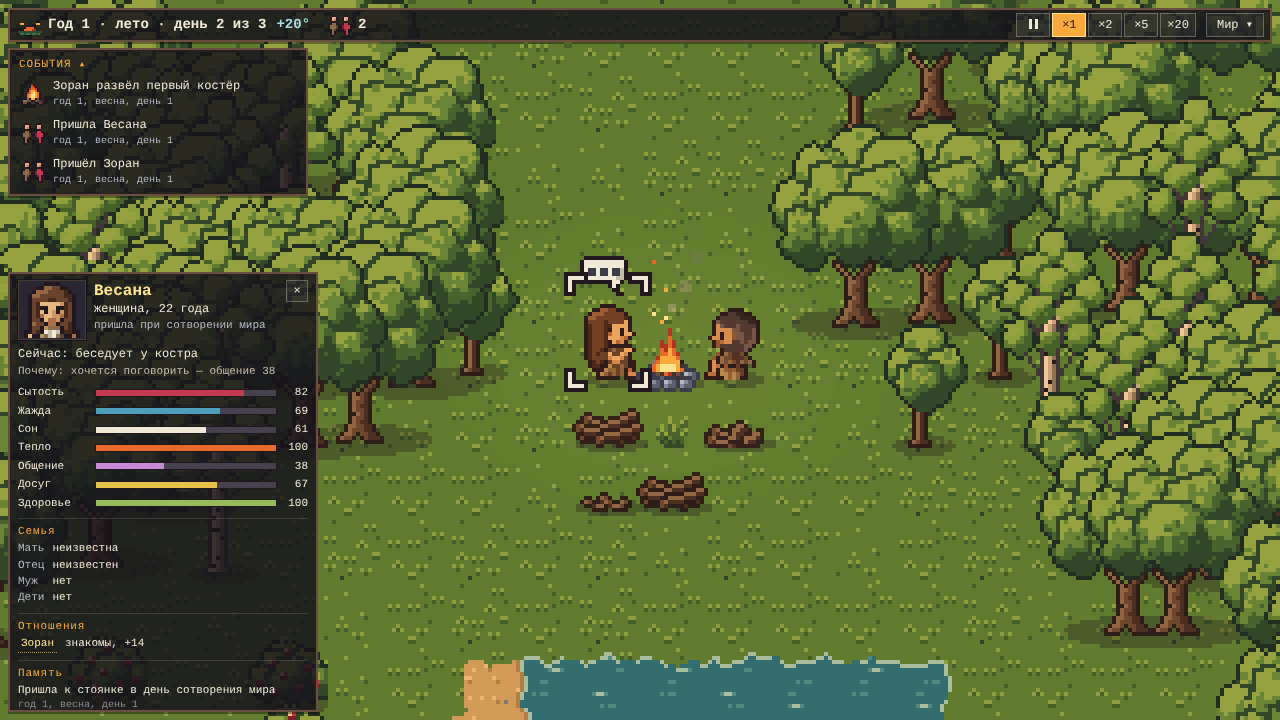 Год 1 · лето · день 2 из 3 +20° 2
×1 ×2 ×5 ×20 Мир ▾
СОБЫТИЯ ▴
Зоран развёл первый костёр
год 1, весна, день 1
Пришла Весана
год 1, весна, день 1
Пришёл Зоран
год 1, весна, день 1
Весана ×
женщина, 22 года
пришла при сотворении мира
Сейчас: беседует у костра
Почему: хочется поговорить — общение 38
Сытость 82
Жажда 69
Сон 61
Тепло 100
Общение 38
Досуг 67
Здоровье 100
Семья
Мать неизвестна
Отец неизвестен
Муж нет
Дети нет
Отношения
Зоран знакомы, +14
Память
Пришла к стоянке в день сотворения мира
год 1, весна, день 1